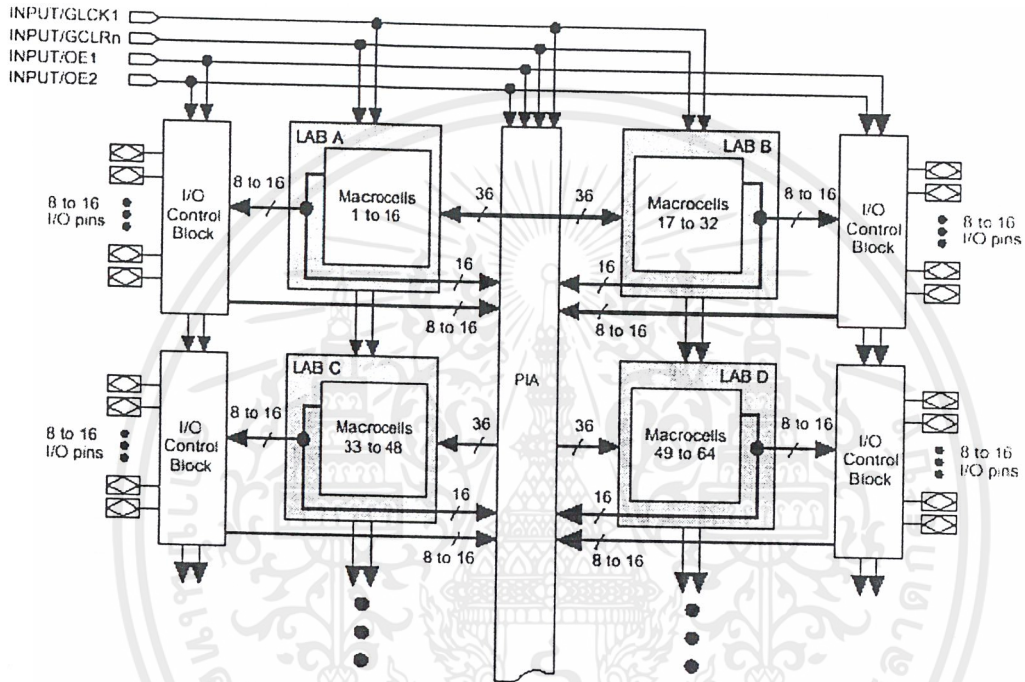 INPUT/GLCK1
INPUT/GCLRn
INPUT/OE1
INPUT/OE2
LAB A
LAB B
8 to 16
I/O pins
I/O
Control
Block
8 to 16
Macrocells
1 to 16
36
36
Macrocells
17 to 32
8 to 16
I/O
Control
Block
8 to 16
I/O pins
16
16
8 to 16
8 to 16
PIA
LAB C
LAB D
8 to 16
I/O pins
I/O
Control
Block
8 to 16
Macrocells
33 to 48
36
36
Macrocells
49 to 64
8 to 16
I/O
Control
Block
8 to 16
I/O pins
16
16
8 to 16
8 to 16